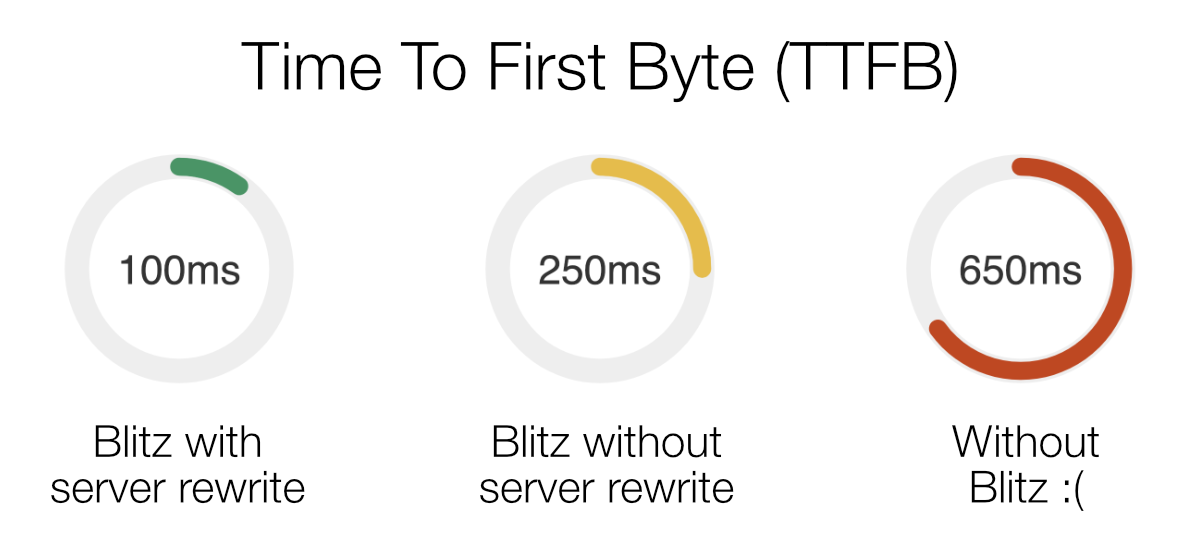 Time To First Byte (TTFB)
100ms
250ms
650ms
Blitz with
server rewrite
Blitz without
server rewrite
Without
Blitz :(